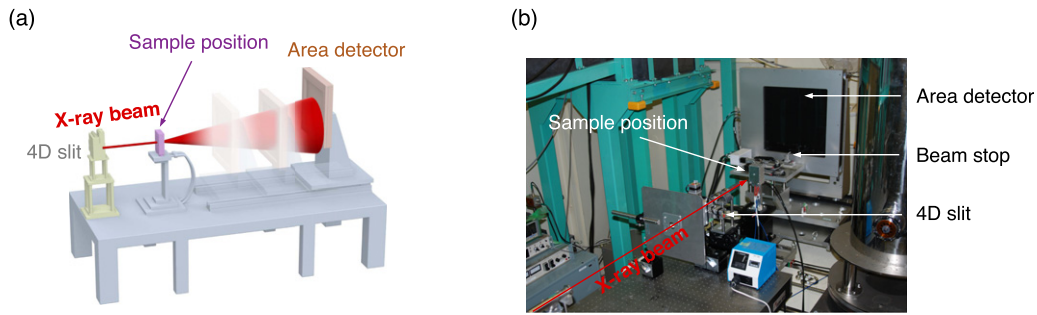 (a)
Sample position
Area detector
X-ray beam
4D slit
(b)
Area detector
Sample position
Beam stop
4D slit
X-ray beam